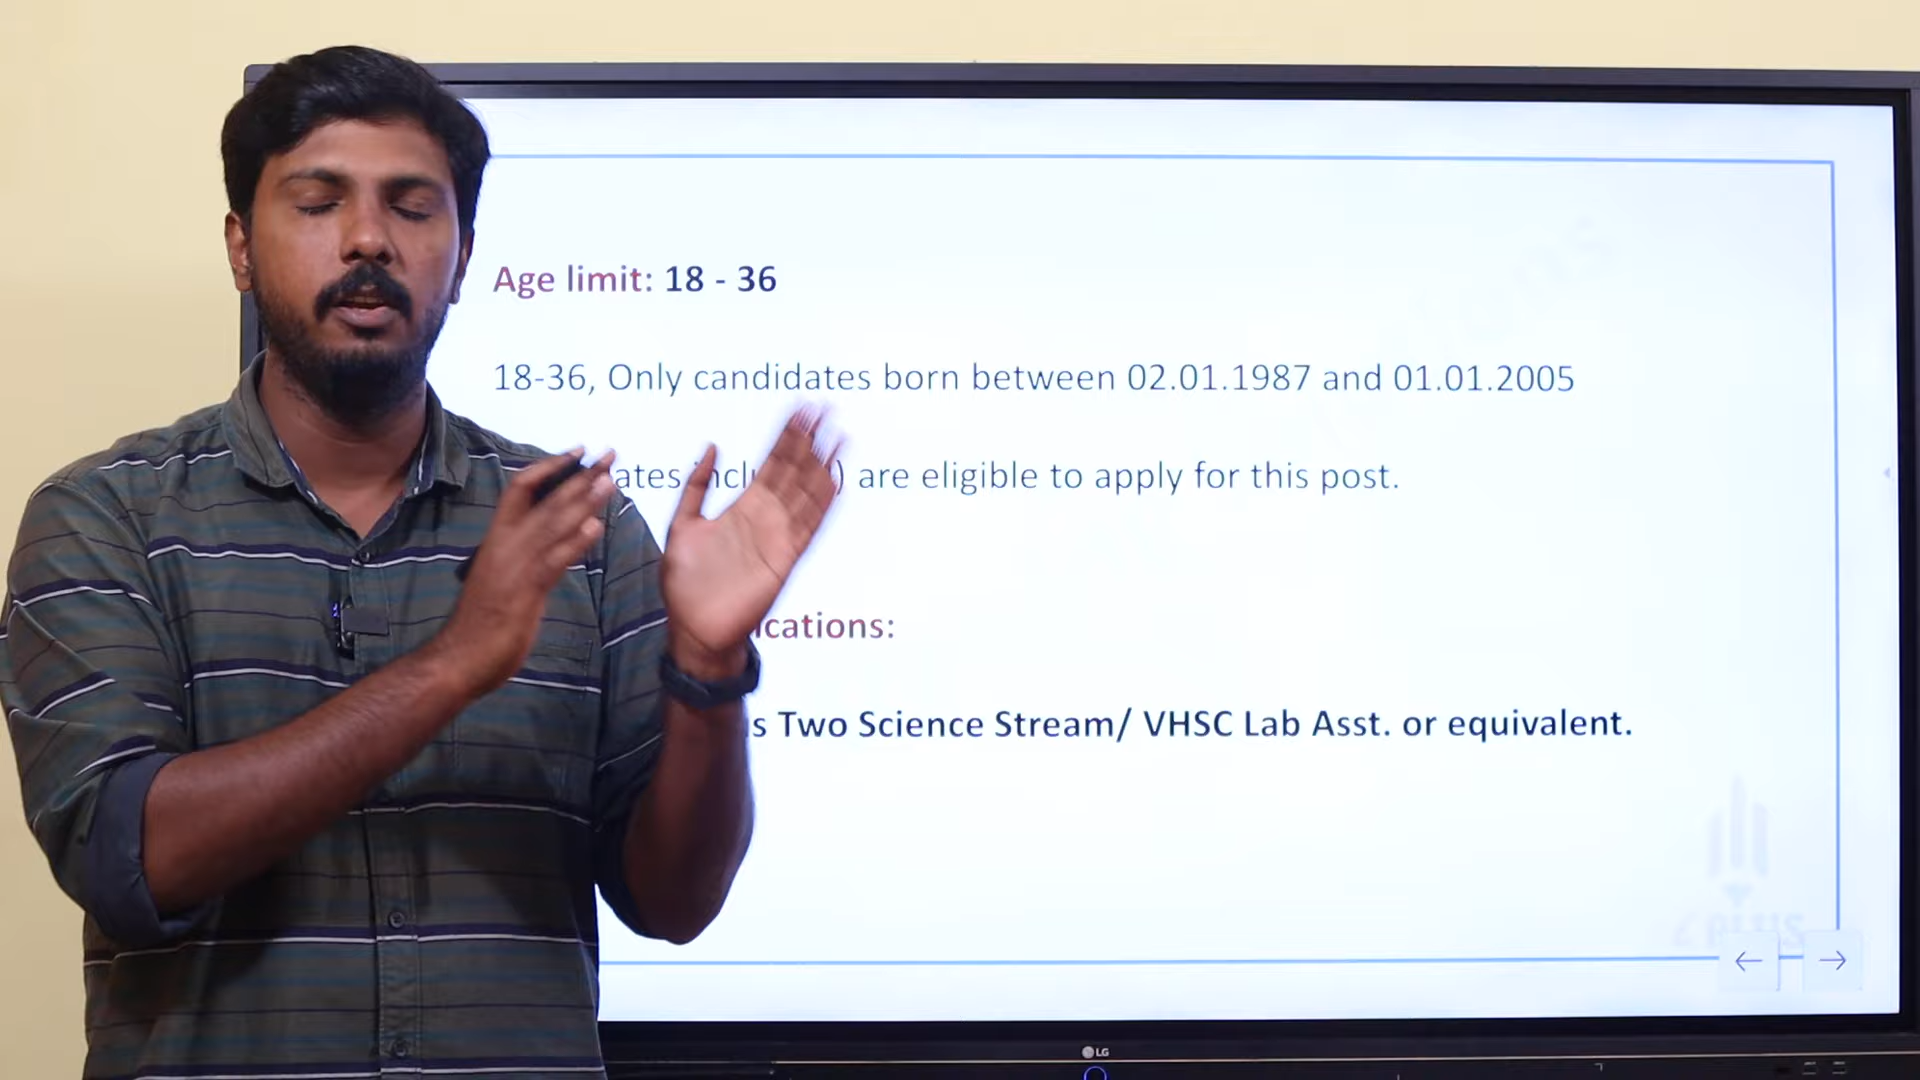 Age limit: 18 - 36
18-36, Only candidates born between 02.01.1987 and 01.01.2005
are eligible to apply for this post.
Two Science Stream/ VHSC Lab Asst. or equivalent.
PLUS
LG